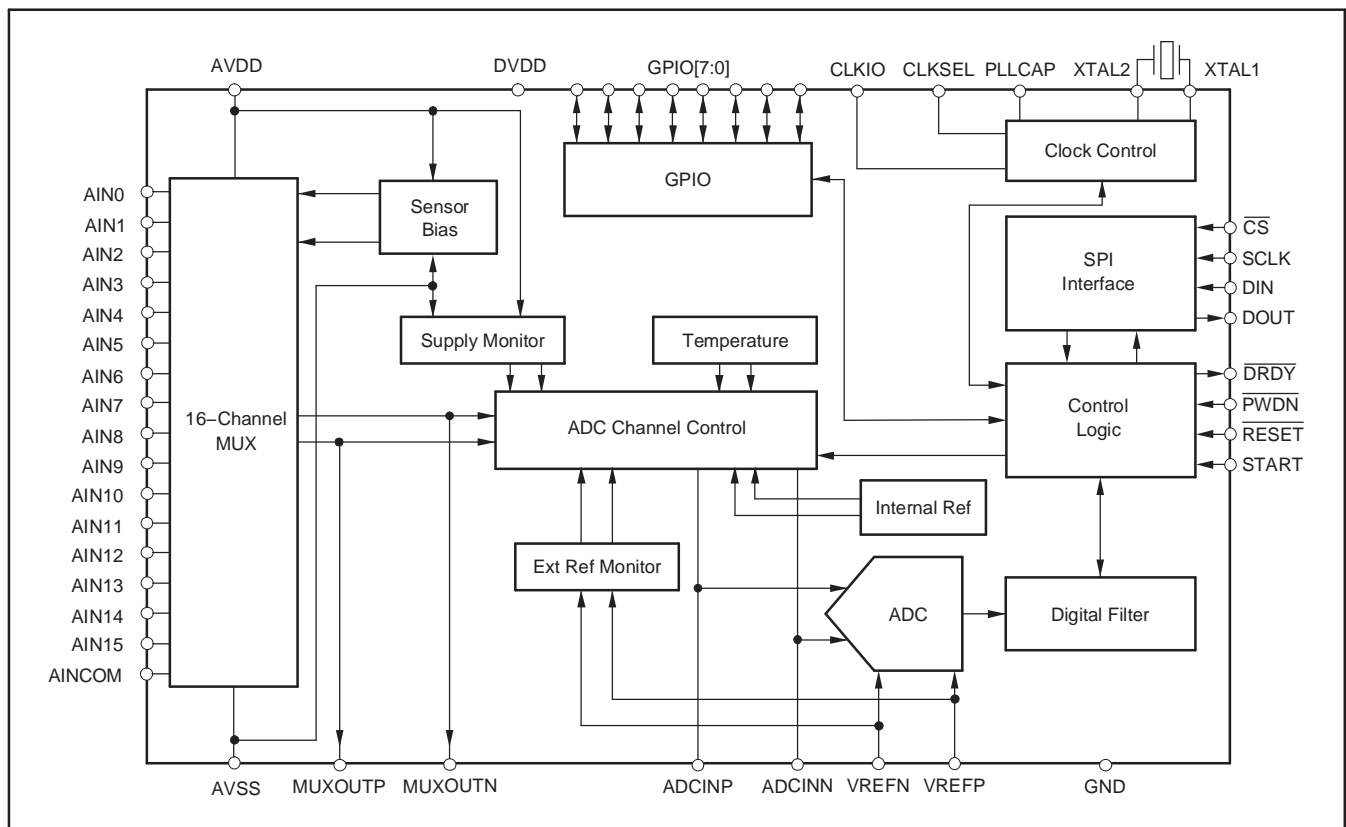 AVDD
DVDD
GPIO[7:0]
CLKIO
CLKSEL
PLLCAP
XTAL2
XTAL1
Clock Control
GPIO
Sensor
Bias
AIN0
AIN1
AIN2
AIN3
AIN4
AIN5
AIN6
AIN7
AIN8
AIN9
AIN10
AIN11
AIN12
AIN13
AIN14
AIN15
AINCOM
16−Channel
MUX
Supply Monitor
Temperature
ADC Channel Control
SPI
Interface
CS
SCLK
DIN
DOUT
Control
Logic
DRDY
PWDN
RESET
START
Internal Ref
Ext Ref Monitor
ADC
Digital Filter
AVSS
MUXOUTP
MUXOUTN
ADCINP
ADCINN
VREFN
VREFP
GND